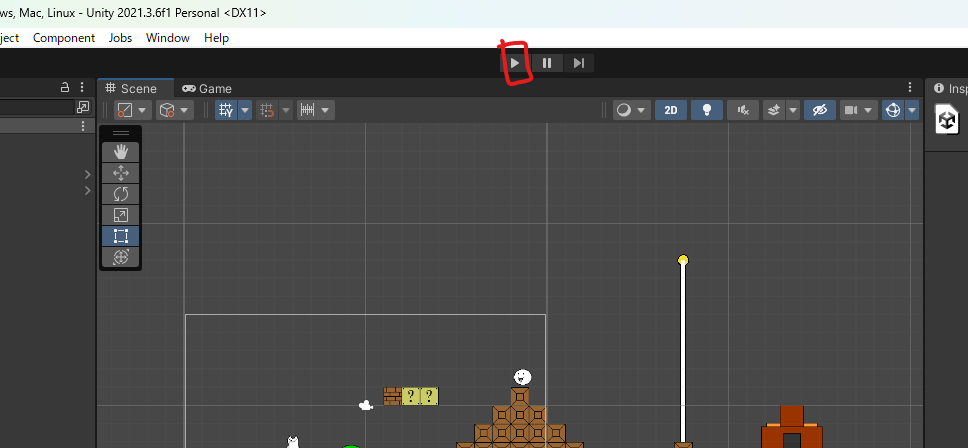 ws, Mac, Linux - Unity 2021.3.6f1 Personal <DX11>
ject Component Jobs Window Help
Scene Game Insp
2D
? ?